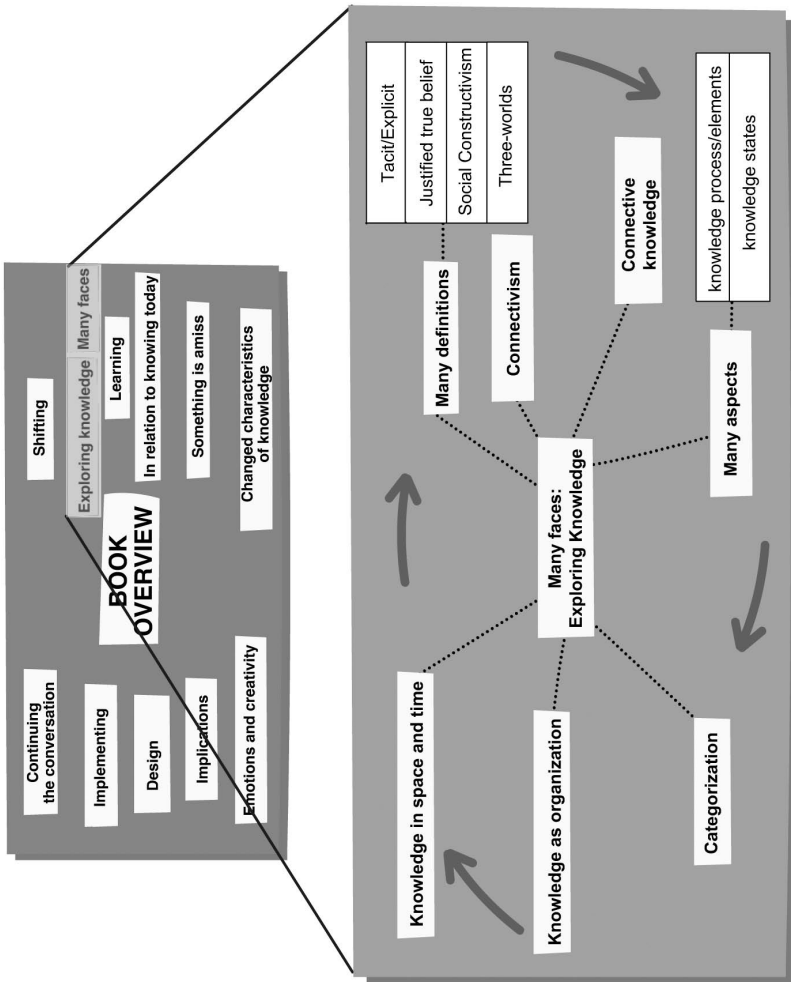 Continuing
the conversation
Implementing
Design
Implications
Emotions and creativity
BOOK
OVERVIEW
Shifting
Exploring knowledge Many faces
Learning
In relation to knowing today
Something is amiss
Changed characteristics
of knowledge
Many faces:
Exploring Knowledge
Many definitions
Tacit/Explicit
Justified true belief
Social Constructivism
Three-worlds
Connectivism
Connective
knowledge
Many aspects
knowledge process/elements
knowledge states
Categorization
Knowledge as organization
Knowledge in space and time